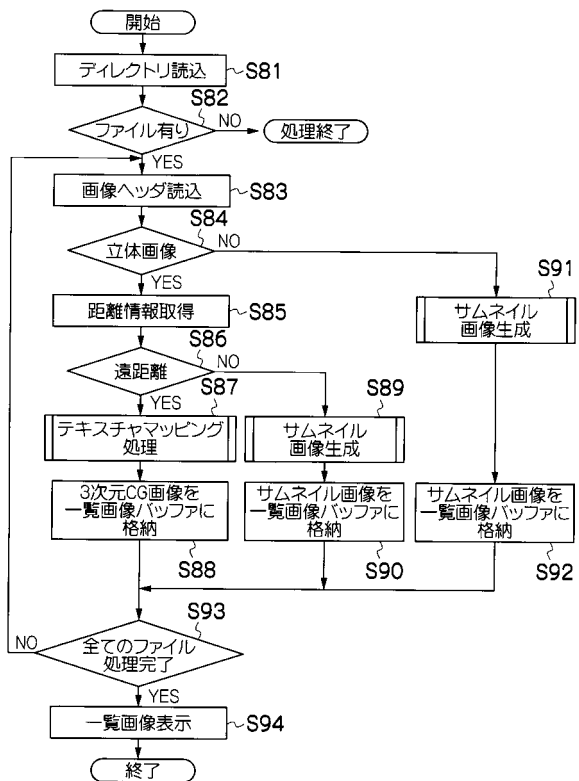 開始
ディレクトリ読込
S81
S82
ファイル有り
NO
処理終了
YES
画像ヘッダ読込
S83
S84
立体画像
NO
YES
S91
サムネイル
画像生成
距離情報取得
S85
S86
遠距離
NO
YES
S87
テキスチャマッピング
処理
S89
サムネイル
画像生成
3次元CG画像を
一覧画像バッファに
格納
S88
サムネイル画像を
一覧画像バッファに
格納
S90
サムネイル画像を
一覧画像バッファに
格納
S92
S93
NO
全てのファイル
処理完了
YES
一覧画像表示
S94
終了